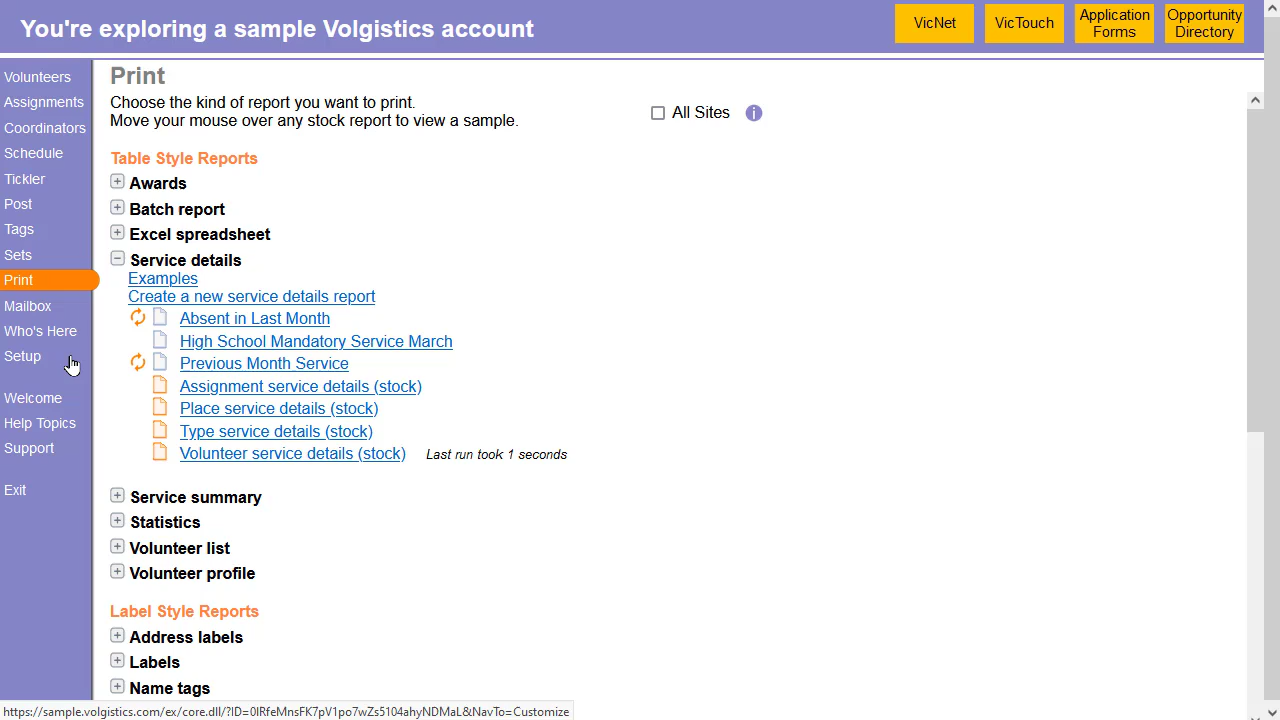 You're exploring a sample Volgistics account
VicNet
VicTouch
Application Forms
Opportunity Directory
Volunteers
Assignments
Coordinators
Schedule
Tickler
Post
Tags
Sets
Print
Mailbox
Who's Here
Setup
Welcome
Help Topics
Support
Exit
Print
Choose the kind of report you want to print.
Move your mouse over any stock report to view a sample.
All Sites
i
Table Style Reports
Awards
Batch report
Excel spreadsheet
Service details
Examples
Create a new service details report
Absent in Last Month
High School Mandatory Service March
Previous Month Service
Assignment service details (stock)
Place service details (stock)
Type service details (stock)
Volunteer service details (stock) Last run took 1 seconds
Service summary
Statistics
Volunteer list
Volunteer profile
Label Style Reports
Address labels
Labels
Name tags
https://sample.volgistics.com/ex/core.dll/?ID=0IRfeMnsFK7pV1po7wZs5104ahyNDMaL&NavTo=Customize